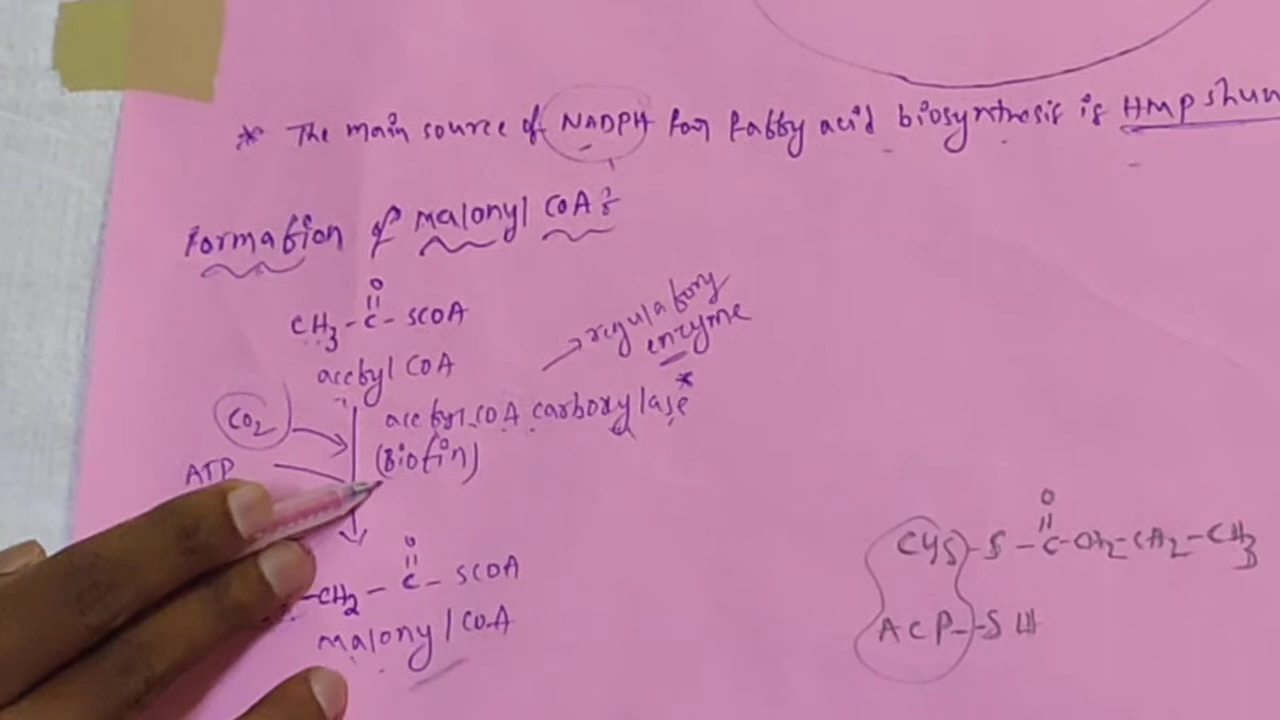 * The main source of NADPH for fatty acid biosynthesis is HMP shun
Formation of malonyl COA:
O
CH3-C-SCOA
acetyl COA
→ regulatory
enzyme
CO2
acetyl COA carboxylase*
ATP
(Biotin)
O
-CH2-C-SCOA
malonyl COA
O
CYS-S-C-CH2-CH2-CH3
ACP-SH